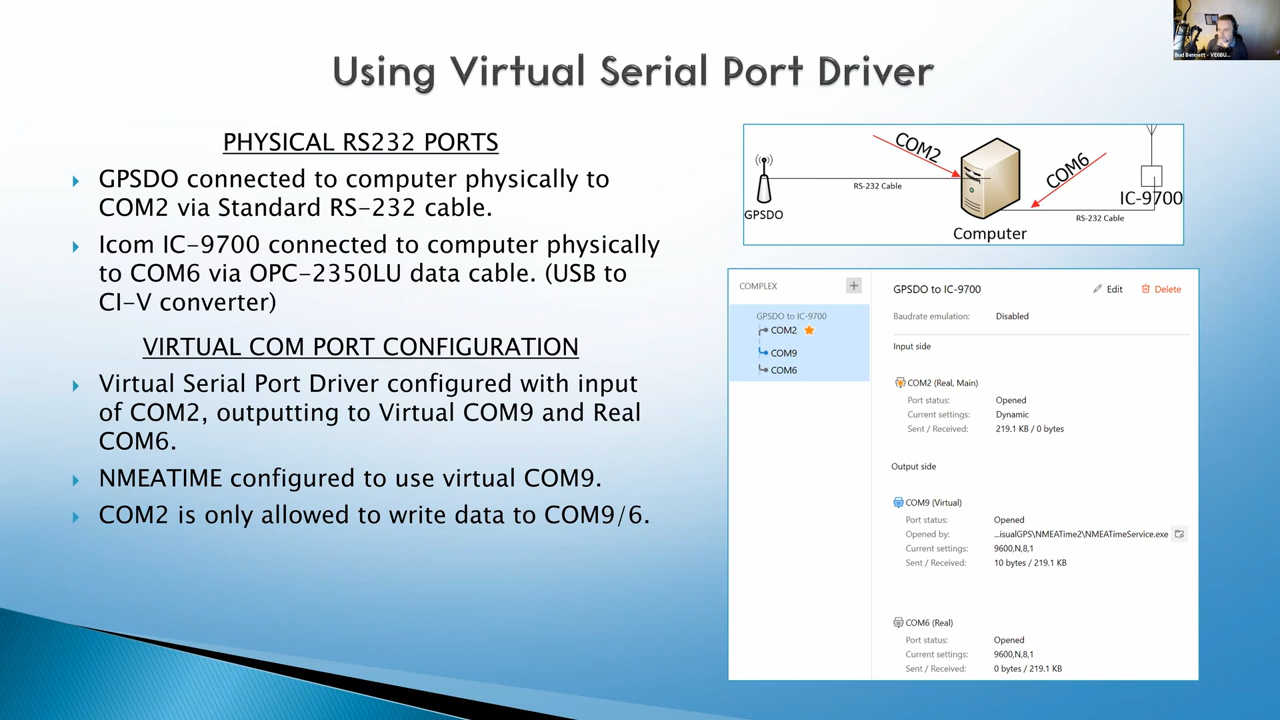 Using Virtual Serial Port Driver
PHYSICAL RS232 PORTS
GPSDO connected to computer physically to
COM2 via Standard RS-232 cable.
Icom IC-9700 connected to computer physically
to COM6 via OPC-2350LU data cable. (USB to
CI-V converter)
VIRTUAL COM PORT CONFIGURATION
Virtual Serial Port Driver configured with input
of COM2, outputting to Virtual COM9 and Real
COM6.
NMEATIME configured to use virtual COM9.
COM2 is only allowed to write data to COM9/6.
COM2
COM6
RS-232 Cable
GPSDO
IC-9700
RS-232 Cable
Computer
COMPLEX
GPSDO to IC-9700
COM2
COM9
COM6
GPSDO to IC-9700
Edit
Delete
Baudrate emulation: Disabled
Input side
COM2 (Real, Main)
Port status: Opened
Current settings: Dynamic
Sent / Received: 219.1 KB / 0 bytes
Output side
COM9 (Virtual)
Port status: Opened
Opened by: ...isualGPS\NMEATime2\NMEATimeService.exe
Current settings: 9600,N,8,1
Sent / Received: 10 bytes / 219.1 KB
COM6 (Real)
Port status: Opened
Current settings: 9600,N,8,1
Sent / Received: 0 bytes / 219.1 KB